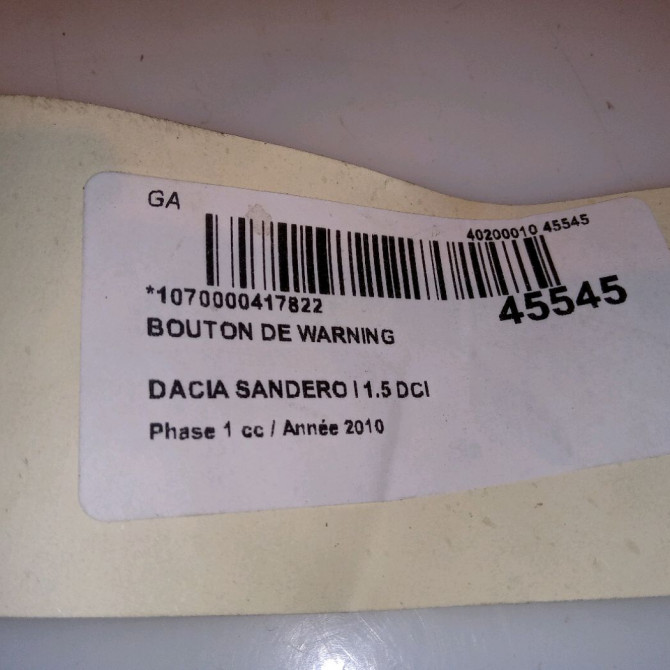 GA
40200010 45545
*1070000417822
45545
BOUTON DE WARNING
DACIA SANDERO I 1.5 DCI
Phase 1 cc / Année 2010